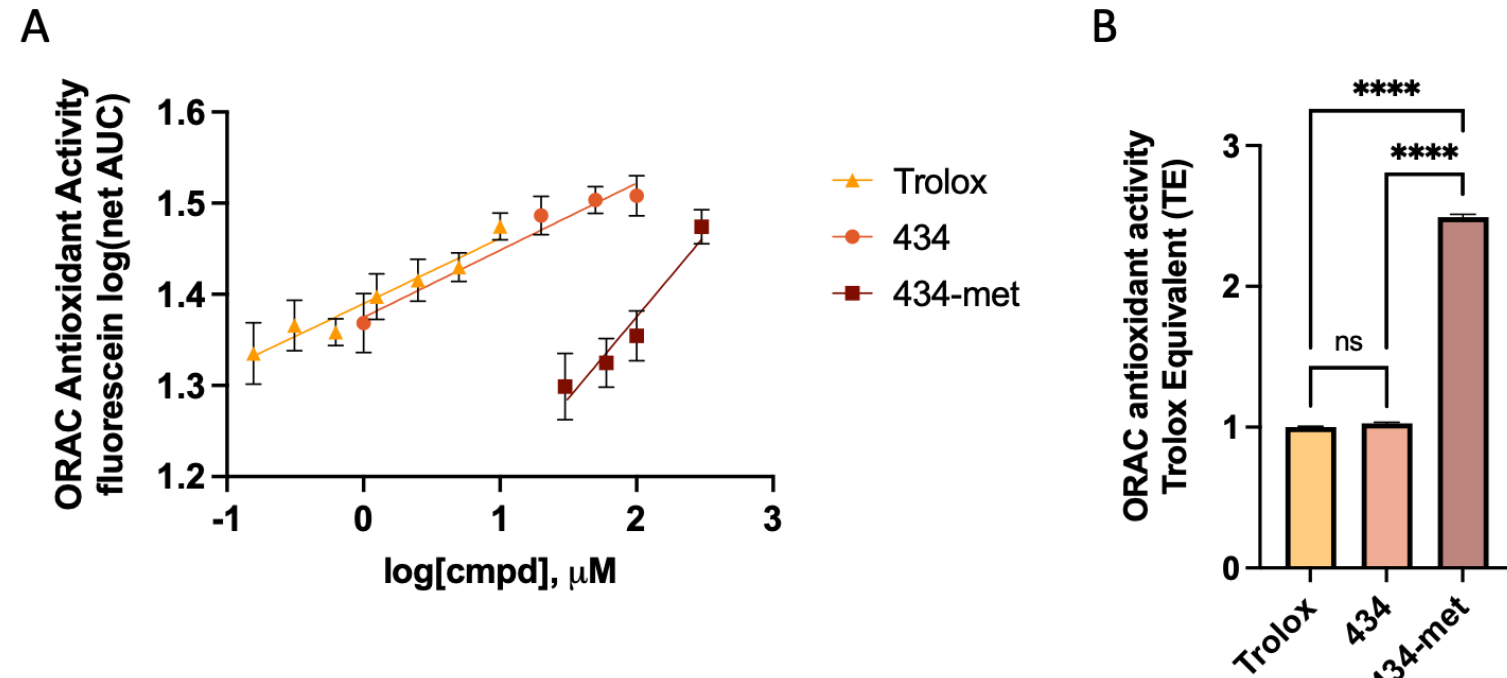 A
ORAC Antioxidant Activity
fluorescein log(net AUC)
1.6
1.5
1.4
1.3
1.2
-1 0 1 2 3
log[cmpd], μM
Trolox
434
434-met
B
ORAC antioxidant activity
Trolox Equivalent (TE)
3
2
1
0
****
****
ns
Trolox
434
434-met